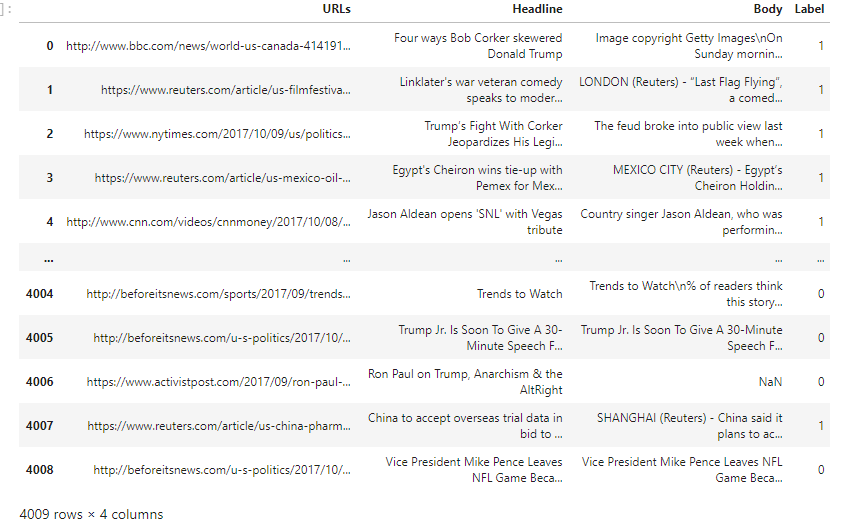 ]:
URLs Headline Body Label
0 http://www.bbc.com/news/world-us-canada-414191... Four ways Bob Corker skewered Donald Trump Image copyright Getty Images\nOn Sunday mornin... 1
1 https://www.reuters.com/article/us-filmfestiva... Linklater's war veteran comedy speaks to moder... LONDON (Reuters) - “Last Flag Flying”, a comed... 1
2 https://www.nytimes.com/2017/10/09/us/politics... Trump’s Fight With Corker Jeopardizes His Legi... The feud broke into public view last week when... 1
3 https://www.reuters.com/article/us-mexico-oil-... Egypt's Cheiron wins tie-up with Pemex for Mex... MEXICO CITY (Reuters) - Egypt’s Cheiron Holdin... 1
4 http://www.cnn.com/videos/cnnmoney/2017/10/08/... Jason Aldean opens 'SNL' with Vegas tribute Country singer Jason Aldean, who was performin... 1
... ... ... ... ...
4004 http://beforeitsnews.com/sports/2017/09/trends... Trends to Watch Trends to Watch\n% of readers think this story... 0
4005 http://beforeitsnews.com/u-s-politics/2017/10/... Trump Jr. Is Soon To Give A 30-Minute Speech F... Trump Jr. Is Soon To Give A 30-Minute Speech F... 0
4006 https://www.activistpost.com/2017/09/ron-paul-... Ron Paul on Trump, Anarchism & the AltRight NaN 0
4007 https://www.reuters.com/article/us-china-pharm... China to accept overseas trial data in bid to ... SHANGHAI (Reuters) - China said it plans to ac... 1
4008 http://beforeitsnews.com/u-s-politics/2017/10/... Vice President Mike Pence Leaves NFL Game Beca... Vice President Mike Pence Leaves NFL Game Beca... 0
4009 rows × 4 columns